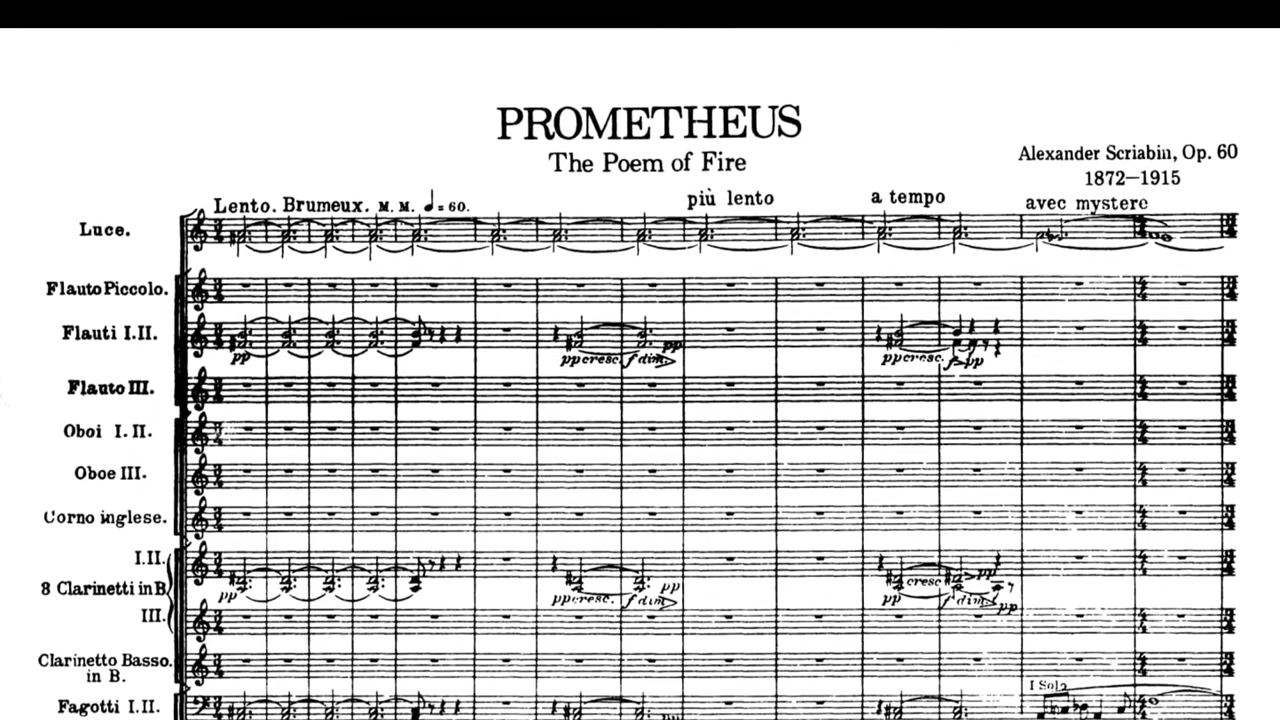 PROMETHEUS
The Poem of Fire
Alexander Scriabin, Op. 60
1872–1915
Lento. Brumeux. M. M. ♩ = 60.
più lento
a tempo
avec mystere
Luce.
Flauto Piccolo.
Flauti I. II.
pp
pp cresc.
f dim.
pp
pp cresc.
f
pp
Flauto III.
Oboi I. II.
Oboe III.
Corno inglese.
I. II.
3 Clarinetti in B
III.
pp
pp cresc.
f dim.
pp
pp
cresc
f dim.
pp
pp
Clarinetto Basso.
in B.
I Solo
Fagotti I. II.